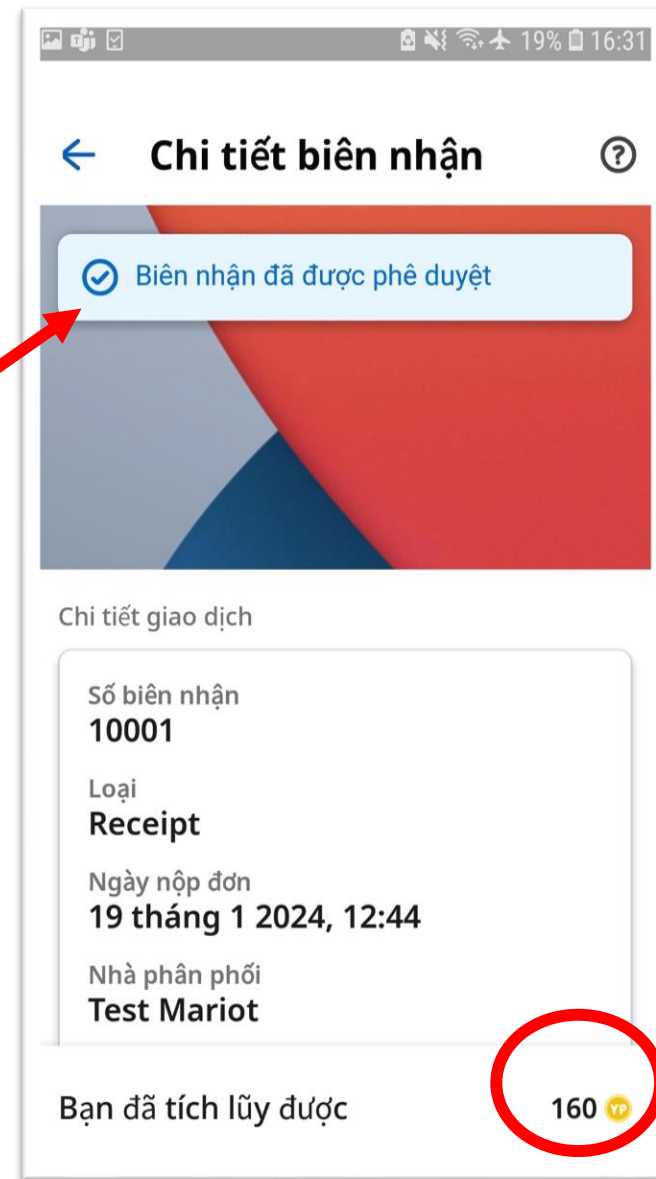 19% 16:31
Chi tiết biên nhận
Biên nhận đã được phê duyệt
Chi tiết giao dịch
Số biên nhận
10001
Loại
Receipt
Ngày nộp đơn
19 tháng 1 2024, 12:44
Nhà phân phối
Test Mariot
Bạn đã tích lũy được 160 YP